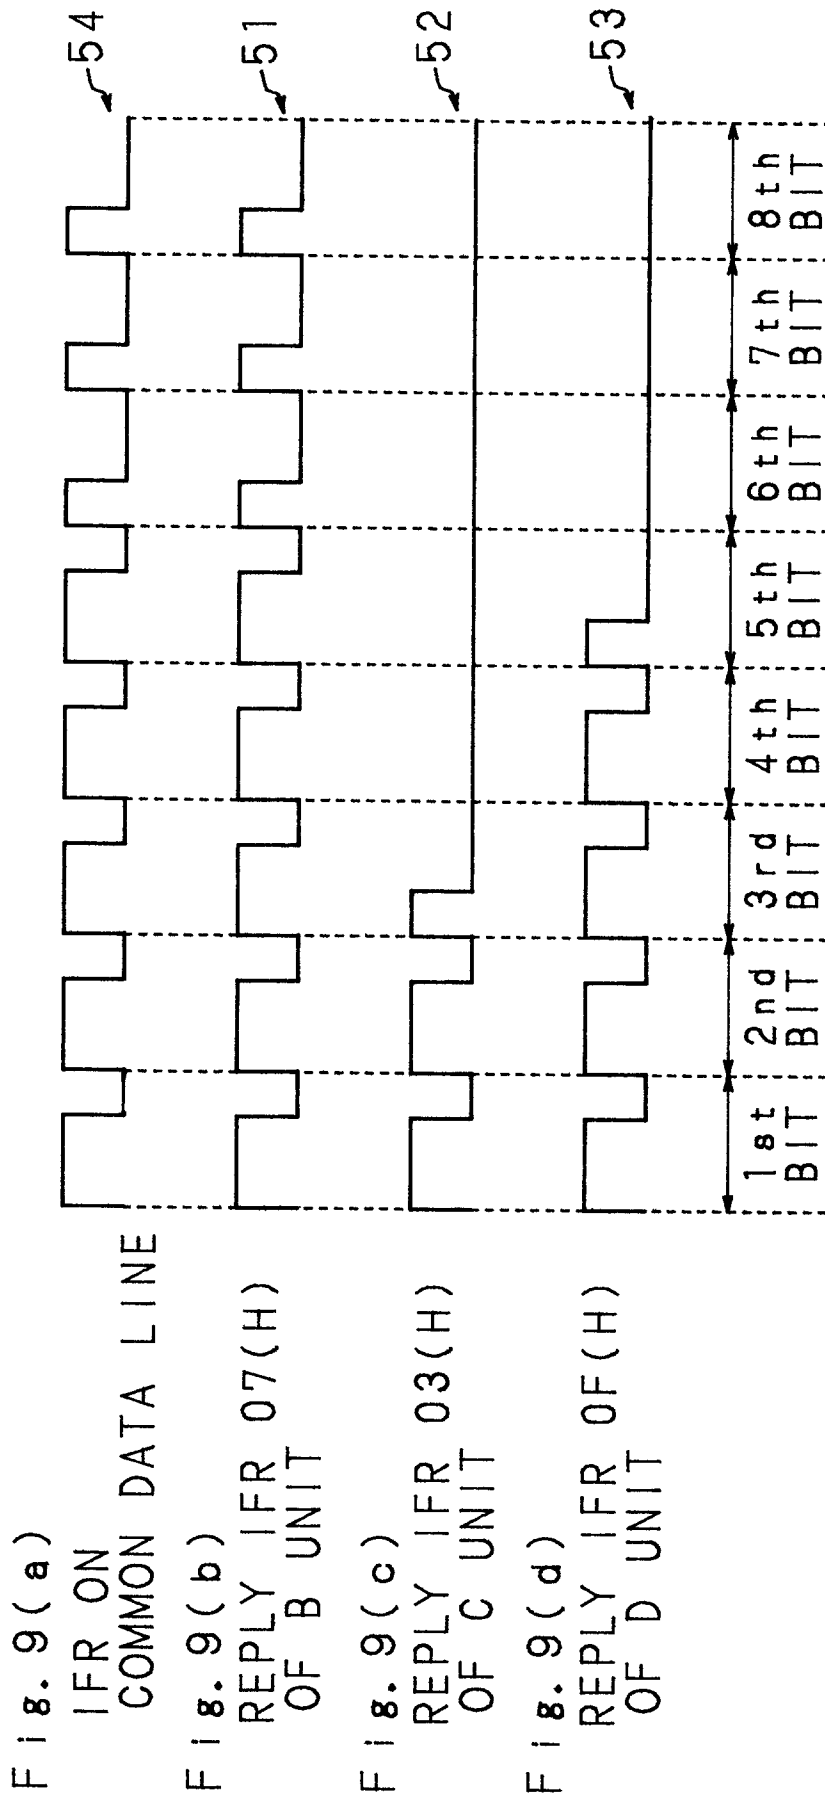 Fig. 9(a)
IFR ON
COMMON DATA LINE
54
Fig. 9(b)
REPLY IFR 07(H)
OF B UNIT
51
Fig. 9(c)
REPLY IFR 03(H)
OF C UNIT
52
Fig. 9(d)
REPLY IFR 0F(H)
OF D UNIT
53
1st
BIT
2nd
BIT
3rd
BIT
4th
BIT
5th
BIT
6th
BIT
7th
BIT
8th
BIT